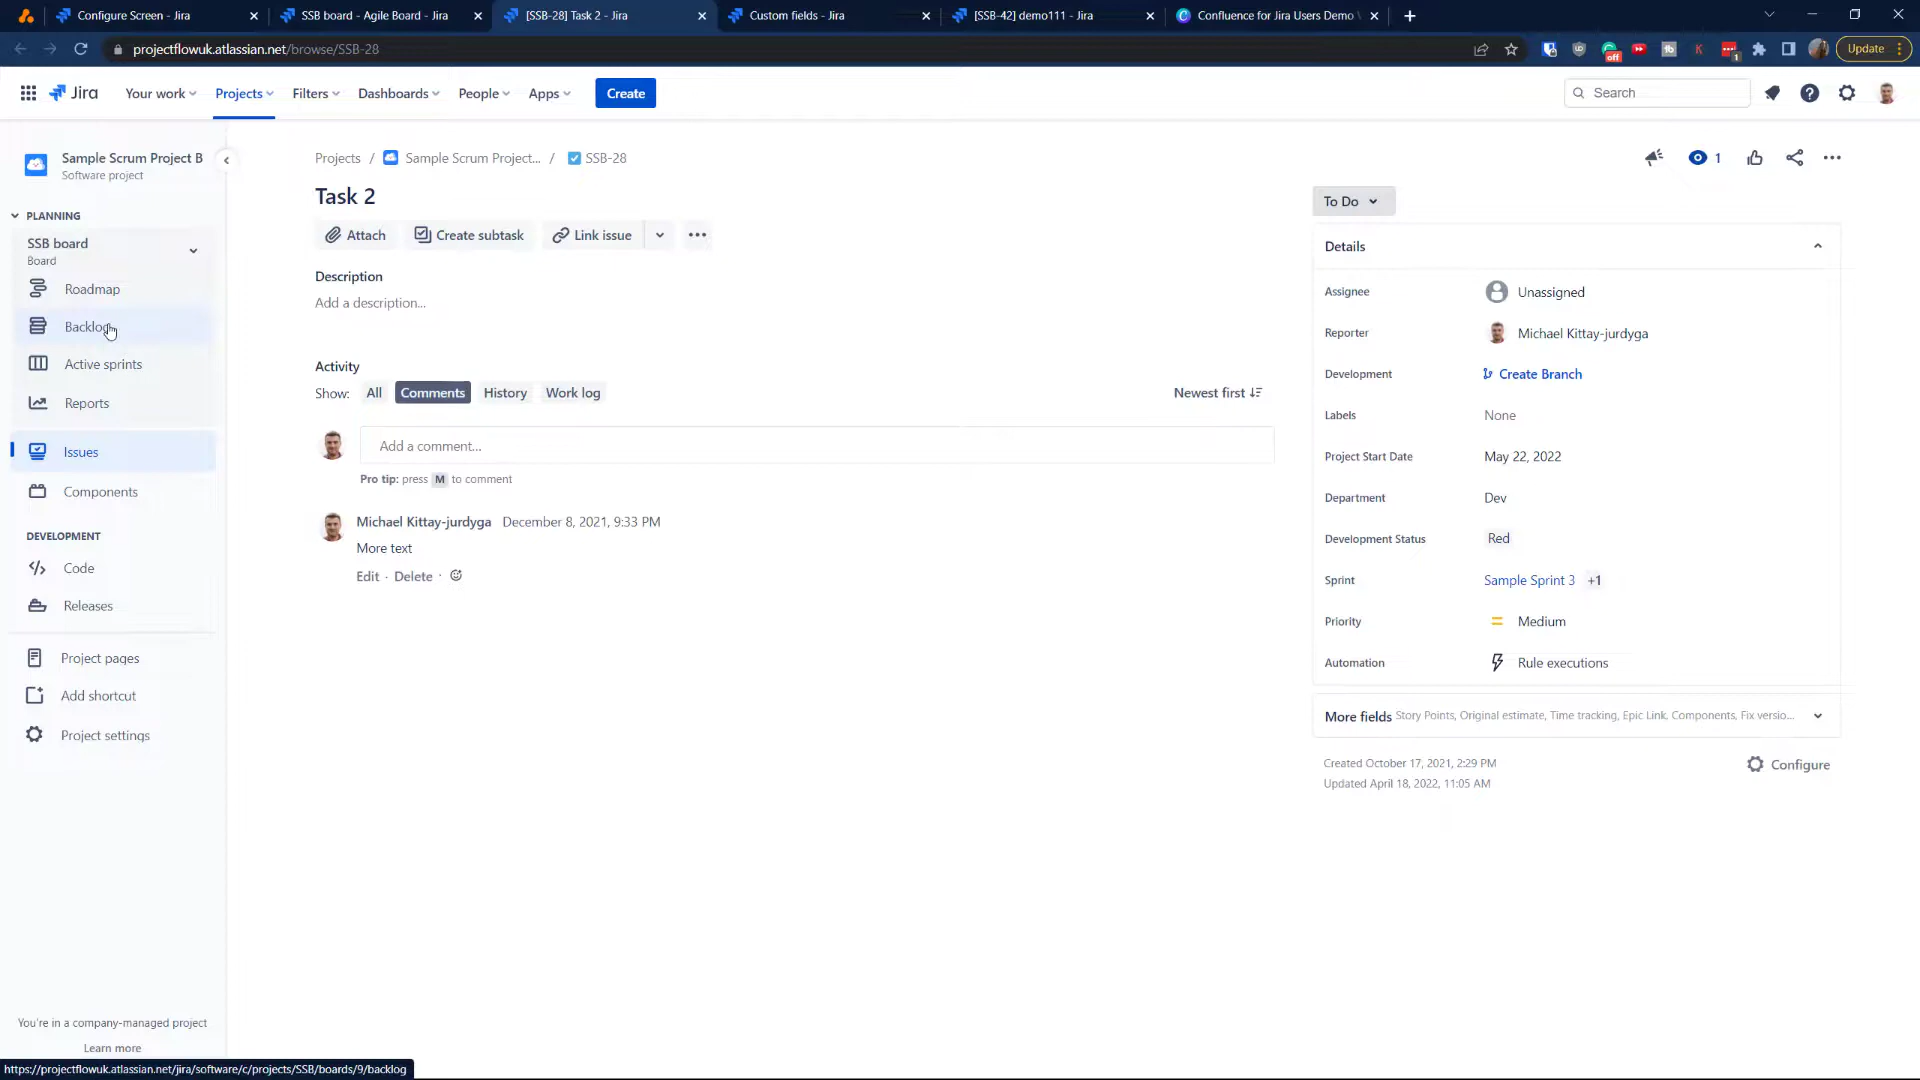 Configure Screen - Jira
SSB board - Agile Board - Jira
[SSB-28] Task 2 - Jira
Custom fields - Jira
[SSB-42] demo111 - Jira
Confluence for Jira Users Demo
projectflowuk.atlassian.net/browse/SSB-28
off
1
Update
Jira
Your work
Projects
Filters
Dashboards
People
Apps
Create
Search
Sample Scrum Project B
Software project
PLANNING
SSB board
Board
Roadmap
Backlog
Active sprints
Reports
Issues
Components
DEVELOPMENT
Code
Releases
Project pages
Add shortcut
Project settings
You're in a company-managed project
Learn more
Projects / Sample Scrum Project... / SSB-28
1
Task 2
Attach
Create subtask
Link issue
Description
Add a description...
Activity
Show: All Comments History Work log
Newest first
Add a comment...
Pro tip: press M to comment
Michael Kittay-jurdyga December 8, 2021, 9:33 PM
More text
Edit · Delete ·
To Do
Details
Assignee Unassigned
Reporter Michael Kittay-jurdyga
Development Create Branch
Labels None
Project Start Date May 22, 2022
Department Dev
Development Status Red
Sprint Sample Sprint 3 +1
Priority Medium
Automation Rule executions
More fields Story Points, Original estimate, Time tracking, Epic Link, Components, Fix versio...
Created October 17, 2021, 2:29 PM
Updated April 18, 2022, 11:05 AM
Configure
https://projectflowuk.atlassian.net/jira/software/c/projects/SSB/boards/9/backlog